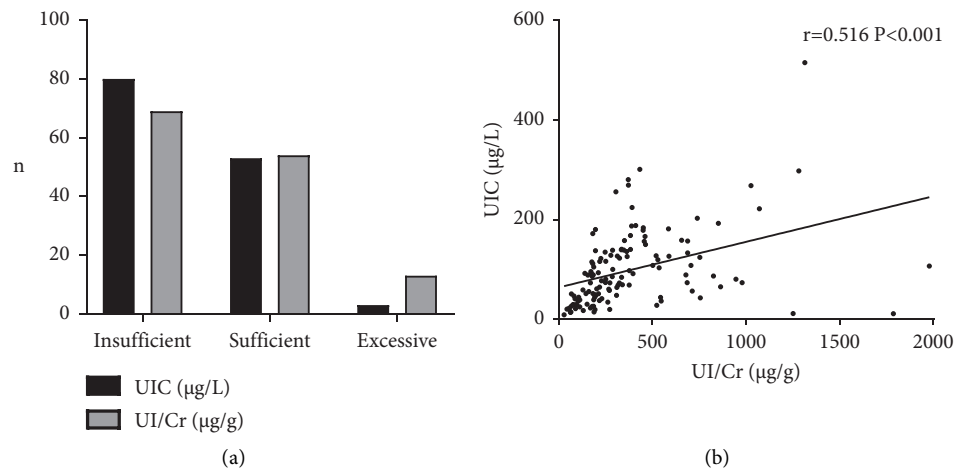 100
80
60
n
40
20
0
Insufficient Sufficient Excessive
UIC (µg/L)
UI/Cr (µg/g)
(a)
600
r=0.516 P<0.001
400
UIC (µg/L)
200
0
0 500 1000 1500 2000
UI/Cr (µg/g)
(b)